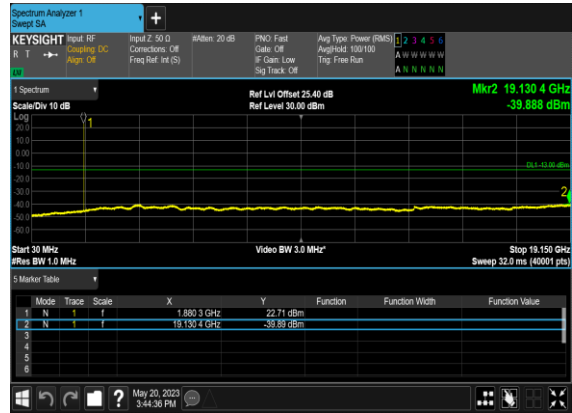 Spectrum Analyzer 1
Swept SA
+
KEYSIGHT Input: RF Input Z: 50 Ω #Atten: 20 dB PNO: Fast Avg Type: Power (RMS) 1 2 3 4 5 6
R T Coupling: DC Corrections: Off Gate: Off Avg|Hold: 100/100 A W W W W W
Align: Off Freq Ref: Int (S) IF Gain: Low Trig: Free Run
Sig Track: Off A N N N N N
1 Spectrum Ref Lvl Offset 25.40 dB Mkr2 19.130 4 GHz
Scale/Div 10 dB Ref Level 30.00 dBm -39.888 dBm
Log
20.0
10.0
0.00
-10.0
-20.0
-30.0
-40.0
-50.0
-60.0
1
DL1 -13.00 dBm
2
Start 30 MHz Video BW 3.0 MHz* Stop 19.150 GHz
#Res BW 1.0 MHz Sweep 32.0 ms (40001 pts)
5 Marker Table
Mode Trace Scale X Y Function Function Width Function Value
1 N 1 f 1.880 3 GHz 22.71 dBm
2 N 1 f 19.130 4 GHz -39.89 dBm
3
4
5
6
? May 20, 2023
3:44:36 PM